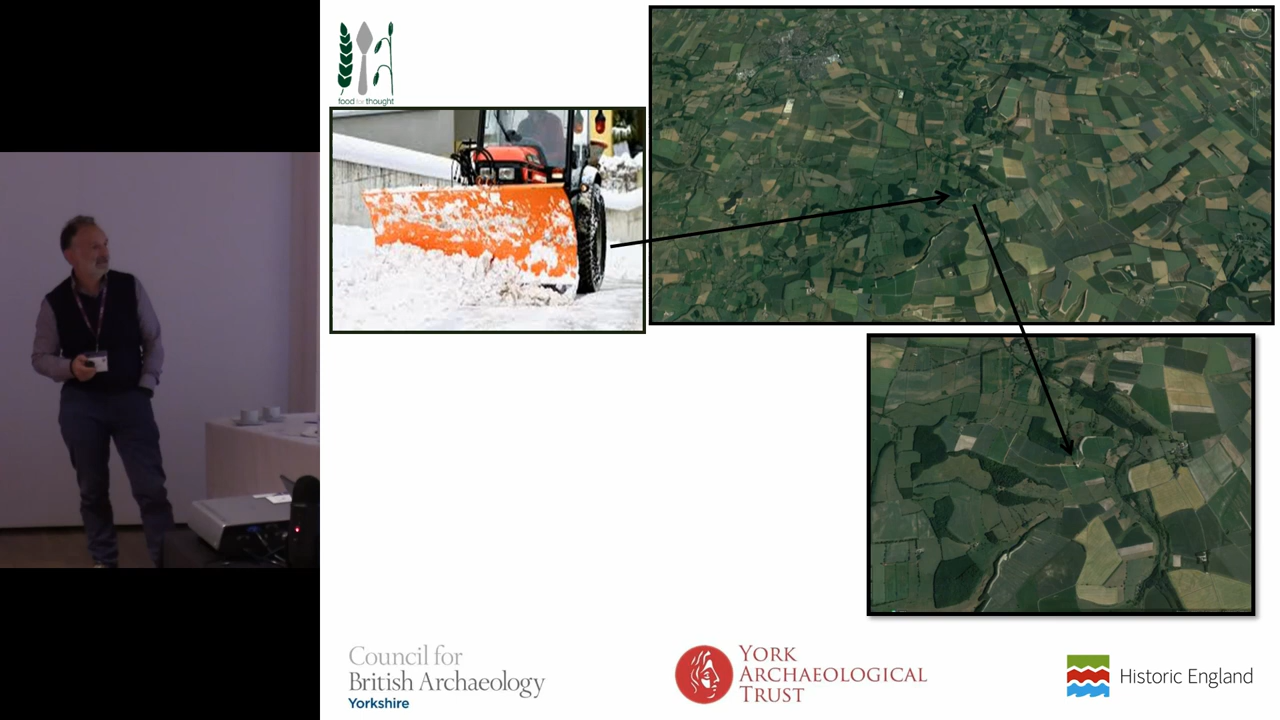 food for thought
Council for
British Archaeology
Yorkshire
YORK
ARCHAEOLOGICAL
TRUST
Historic England